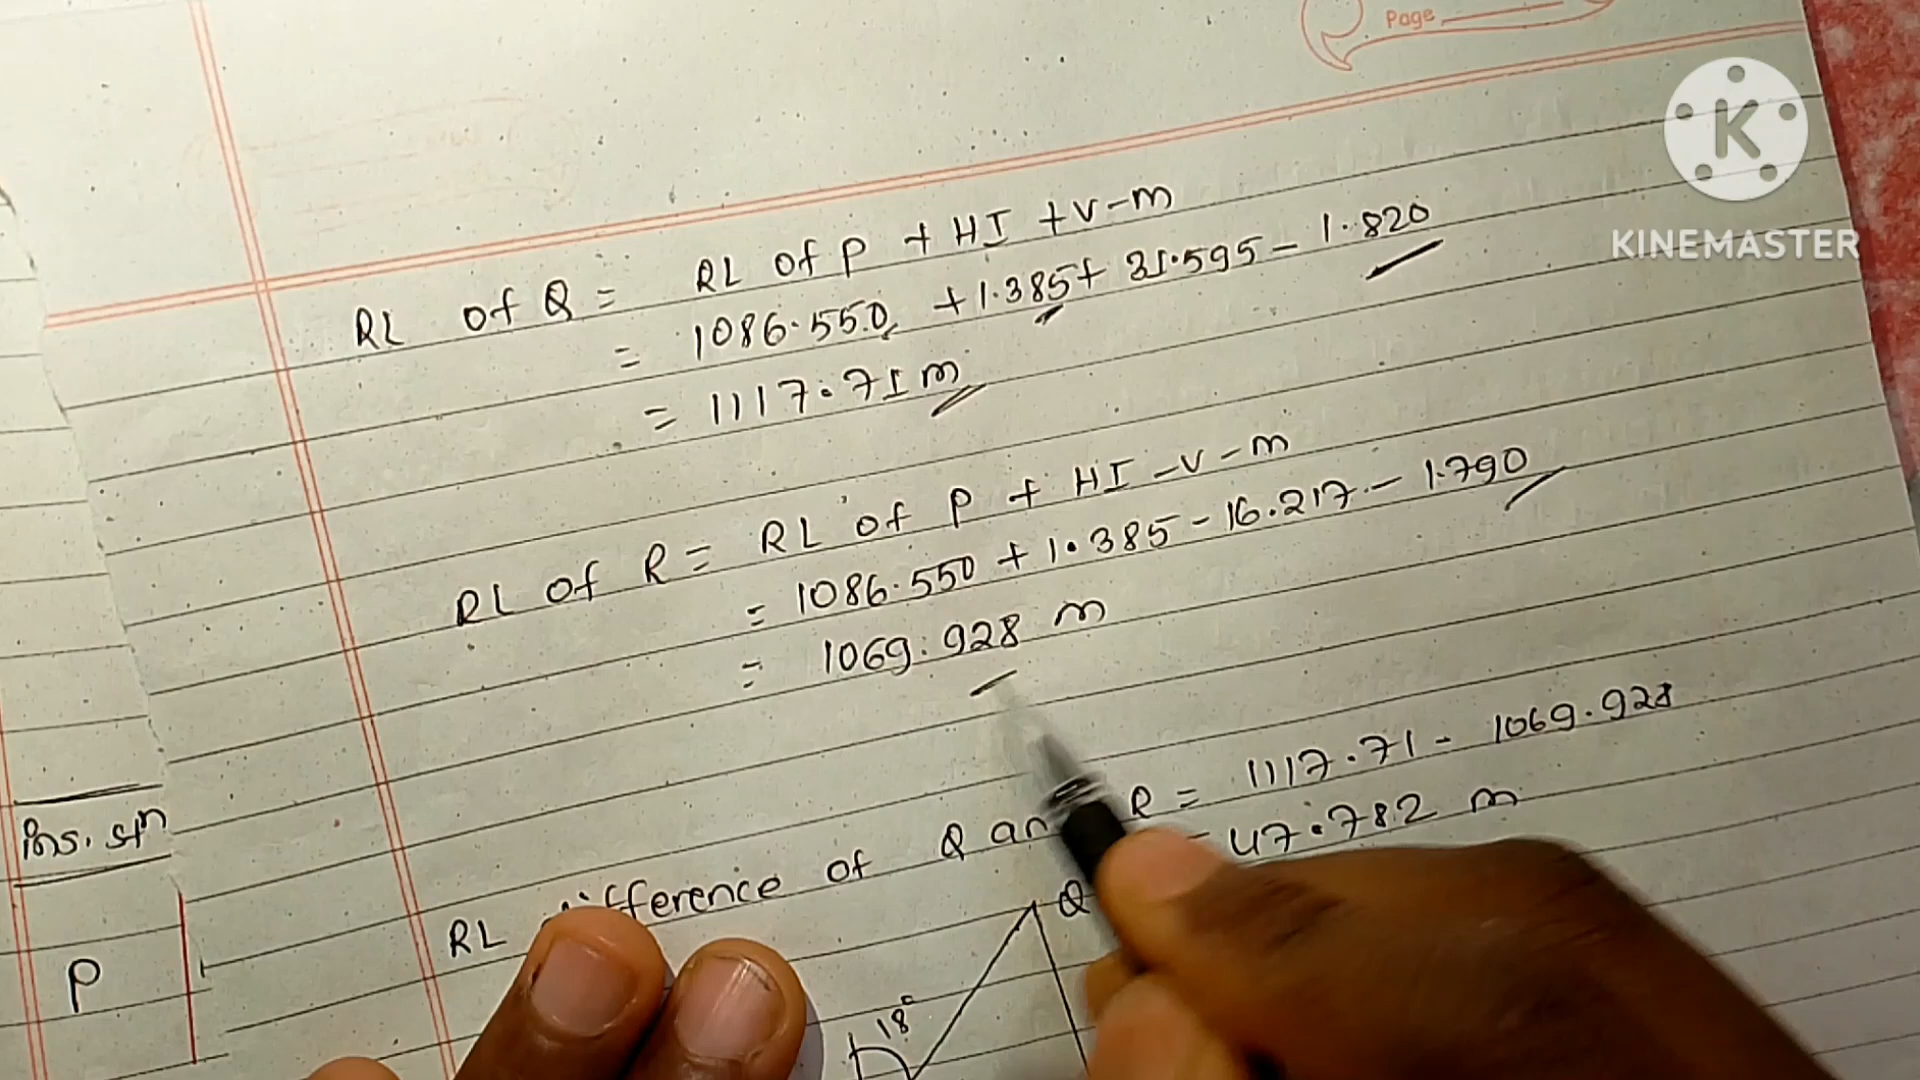 Page
KINEMASTER
RL of Q = RL of P + HI + V - m
= 1086.550 + 1.385 + 31.595 - 1.820
= 1117.71 m
RL of R = RL of P + HI - V - m
= 1086.550 + 1.385 - 16.217 - 1.790
= 1069.928 m
RL difference of Q and R = 1117.71 - 1069.928
= 47.782 m
Ins. stn
P
Q
18°